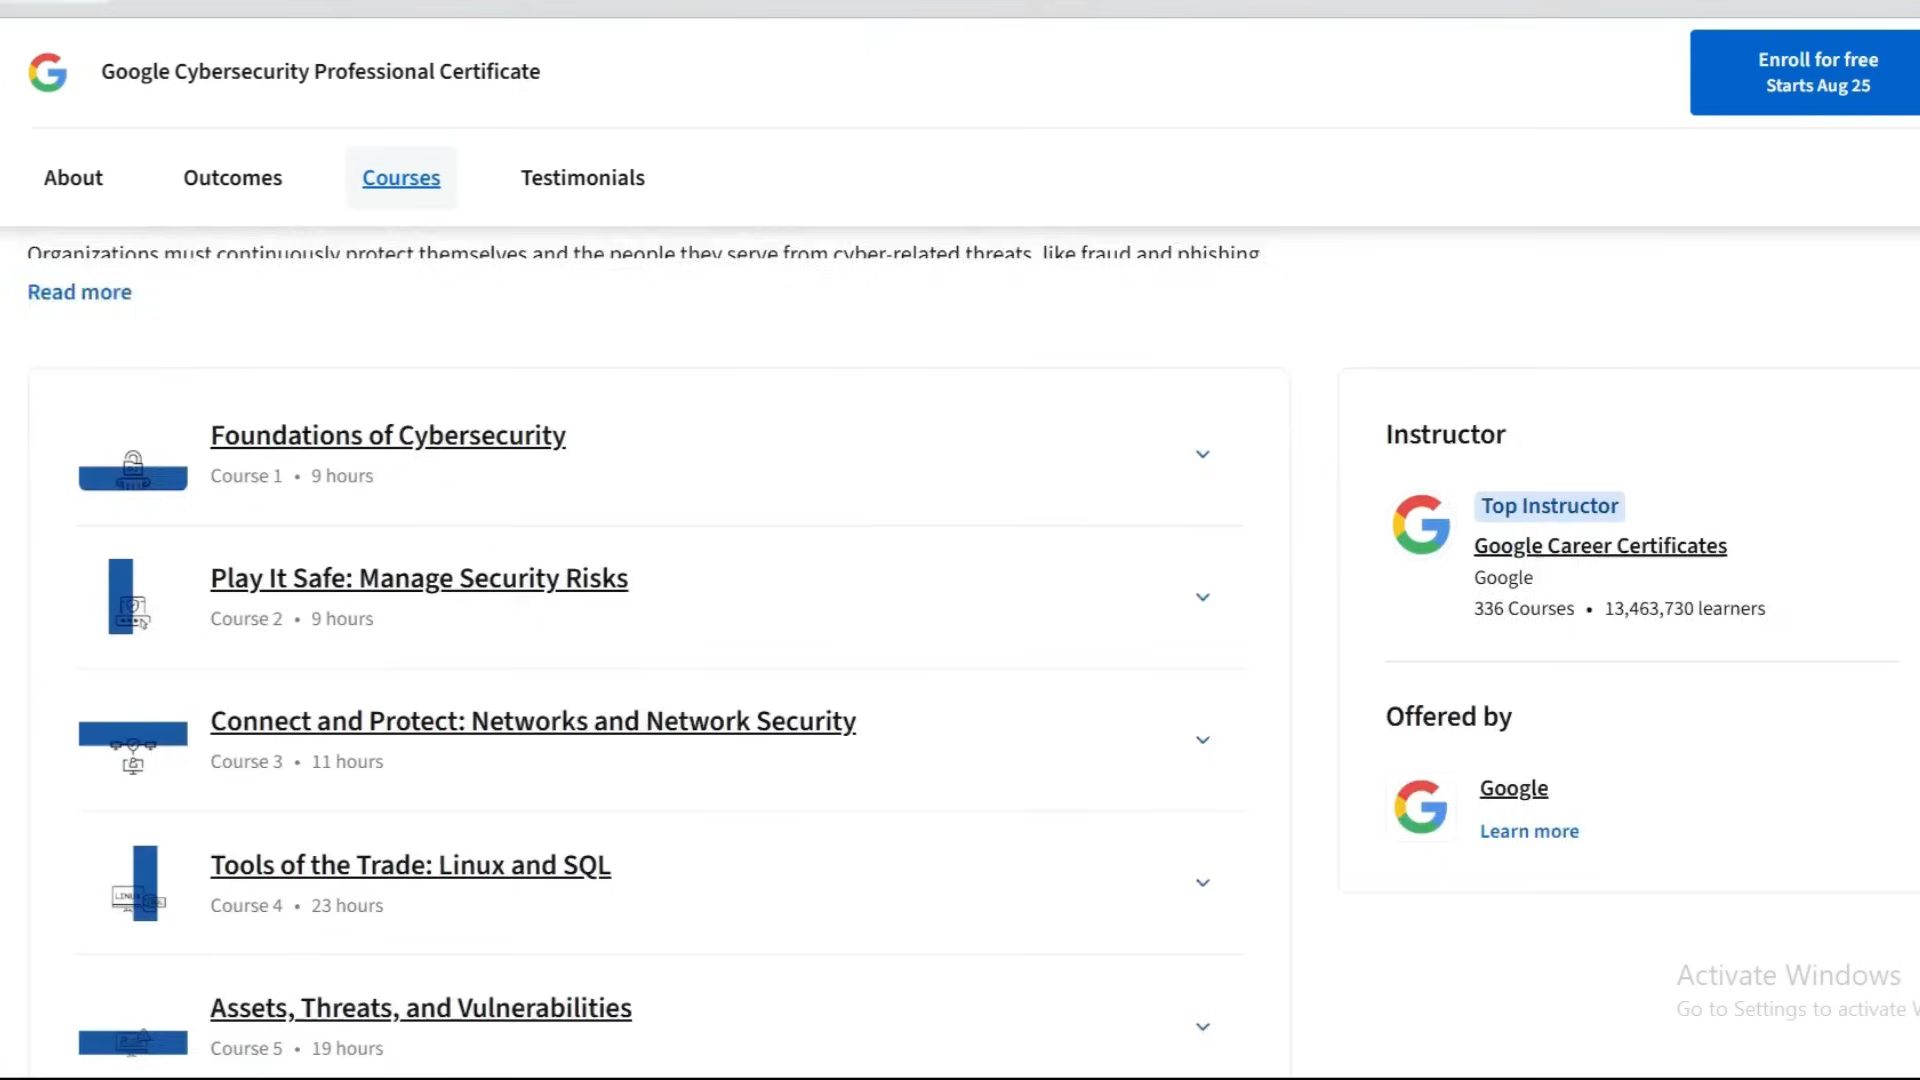 Google Cybersecurity Professional Certificate
Enroll for free
Starts Aug 25
About
Outcomes
Courses
Testimonials
Organizations must continuously protect themselves and the people they serve from cyber-related threats, like fraud and phishing
Read more
Foundations of Cybersecurity
Course 1 • 9 hours
Play It Safe: Manage Security Risks
Course 2 • 9 hours
Connect and Protect: Networks and Network Security
Course 3 • 11 hours
Tools of the Trade: Linux and SQL
Course 4 • 23 hours
Assets, Threats, and Vulnerabilities
Course 5 • 19 hours
Instructor
Top Instructor
Google Career Certificates
Google
336 Courses • 13,463,730 learners
Offered by
Google
Learn more
Activate Windows
Go to Settings to activate